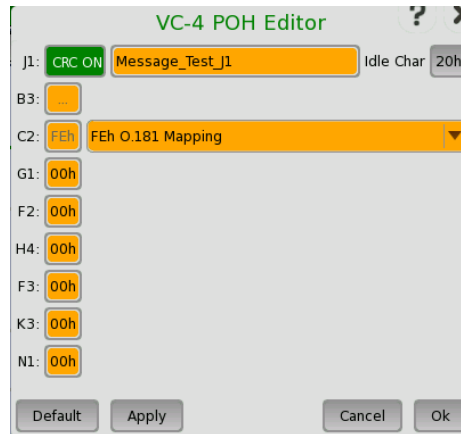 VC-4 POH Editor ?
J1: CRC ON Message_Test_J1 Idle Char 20h
B3: ...
C2: FEh FEh O.181 Mapping
G1: 00h
F2: 00h
H4: 00h
F3: 00h
K3: 00h
N1: 00h
Default Apply Cancel Ok